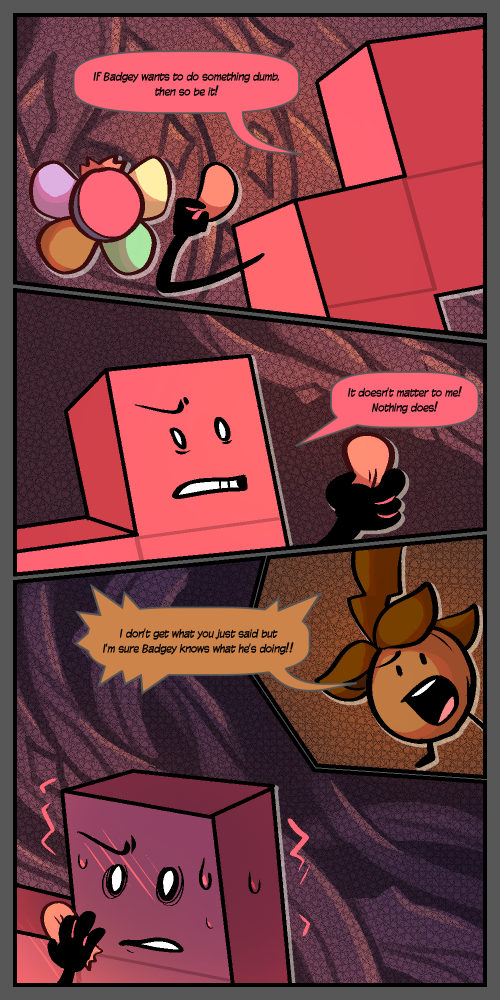 If Badgey wants to do something dumb,
then so be it!
It doesn't matter to me!
Nothing does!
I don't get what you just said but
I'm sure Badgey knows what he's doing!!